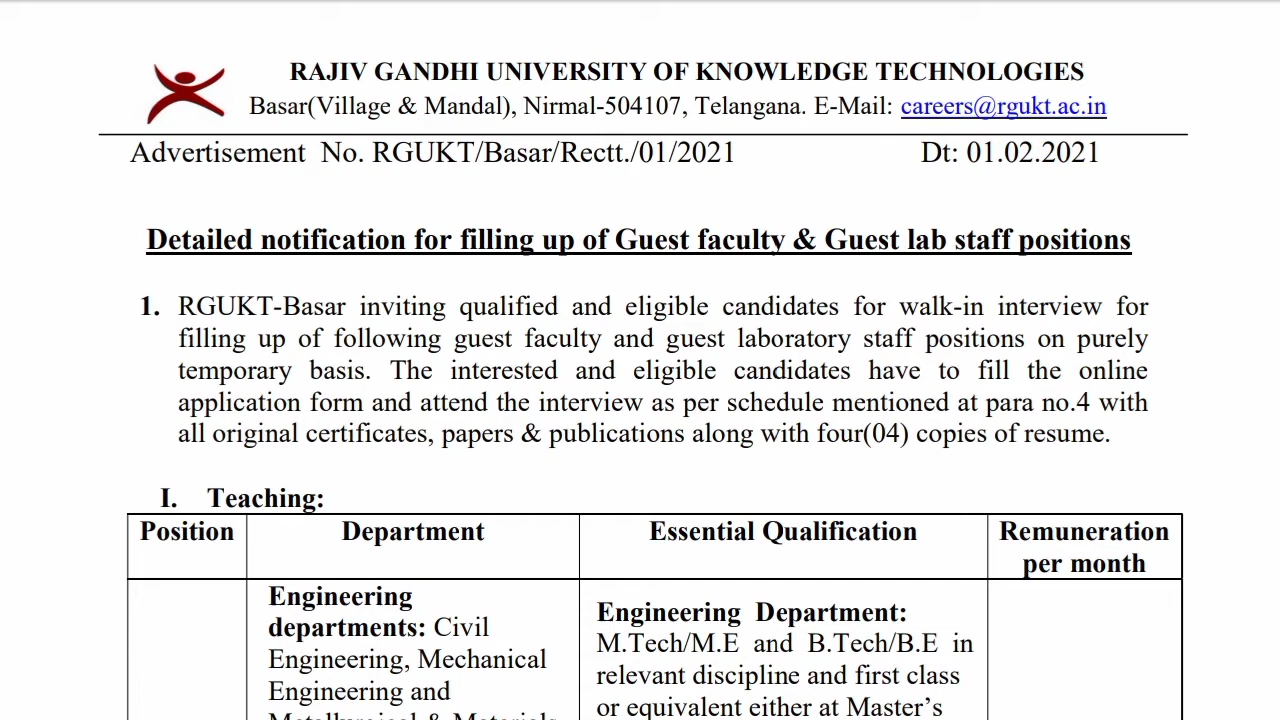 RAJIV GANDHI UNIVERSITY OF KNOWLEDGE TECHNOLOGIES
Basar(Village & Mandal), Nirmal-504107, Telangana. E-Mail: careers@rgukt.ac.in
Advertisement No. RGUKT/Basar/Rectt./01/2021 Dt: 01.02.2021
Detailed notification for filling up of Guest faculty & Guest lab staff positions
1. RGUKT-Basar inviting qualified and eligible candidates for walk-in interview for
filling up of following guest faculty and guest laboratory staff positions on purely
temporary basis. The interested and eligible candidates have to fill the online
application form and attend the interview as per schedule mentioned at para no.4 with
all original certificates, papers & publications along with four(04) copies of resume.
I. Teaching:
Position Department Essential Qualification Remuneration
per month
Engineering
departments: Civil
Engineering, Mechanical
Engineering and
Metallurgical & Materials
Engineering Department:
M.Tech/M.E and B.Tech/B.E in
relevant discipline and first class
or equivalent either at Master’s